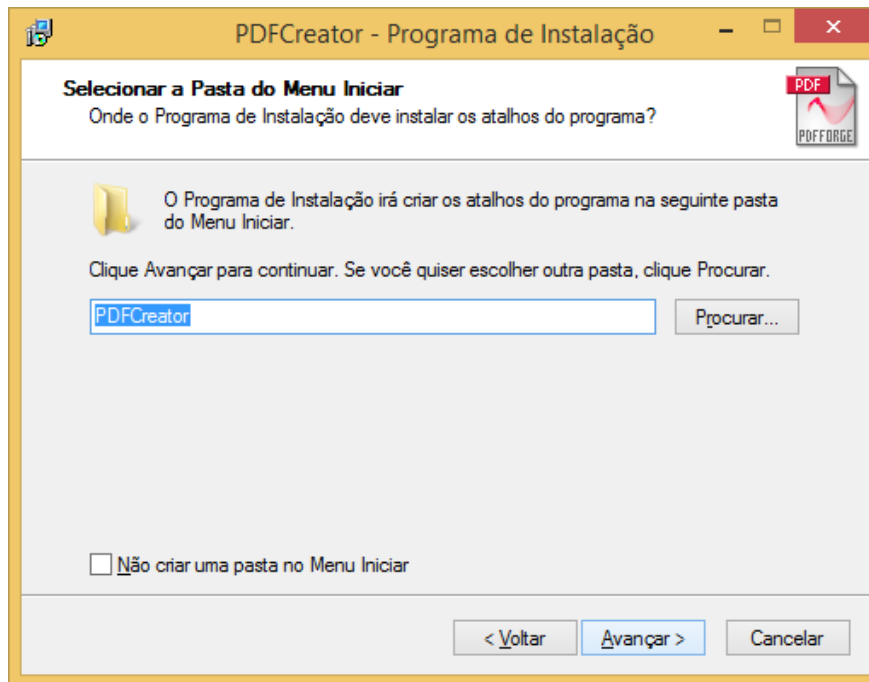 PDFCreator - Programa de Instalação
Selecionar a Pasta do Menu Iniciar
Onde o Programa de Instalação deve instalar os atalhos do programa?
PDF
PDFFORGE
O Programa de Instalação irá criar os atalhos do programa na seguinte pasta
do Menu Iniciar.
Clique Avançar para continuar. Se você quiser escolher outra pasta, clique Procurar.
PDFCreator
Procurar...
Não criar uma pasta no Menu Iniciar
< Voltar
Avançar >
Cancelar